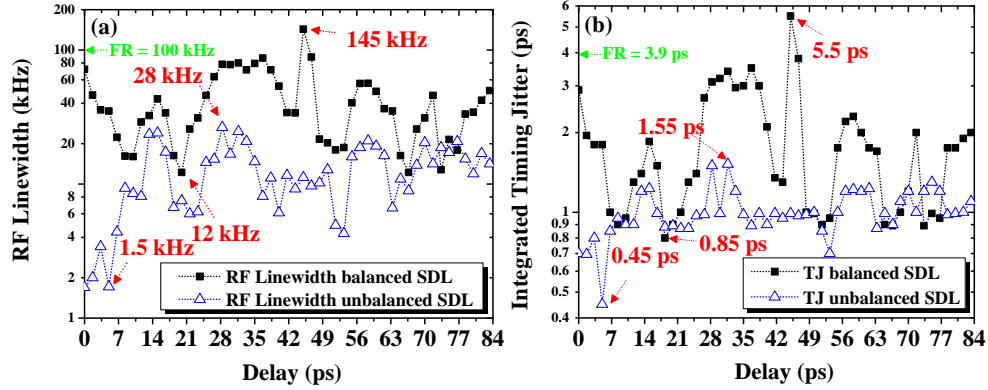 (a)
RF Linewidth (kHz)
200
100
80
60
40
20
10
8
6
4
2
1
FR = 100 kHz
28 kHz
145 kHz
1.5 kHz
12 kHz
RF Linewidth balanced SDL
RF Linewidth unbalanced SDL
0 7 14 21 28 35 42 49 56 63 70 77 84
Delay (ps)
(b)
Integrated Timing Jitter (ps)
6
5
4
3
2
1
0.9
0.8
0.7
0.6
0.5
0.4
FR = 3.9 ps
5.5 ps
1.55 ps
0.45 ps
0.85 ps
TJ balanced SDL
TJ unbalanced SDL
0 7 14 21 28 35 42 49 56 63 70 77 84
Delay (ps)